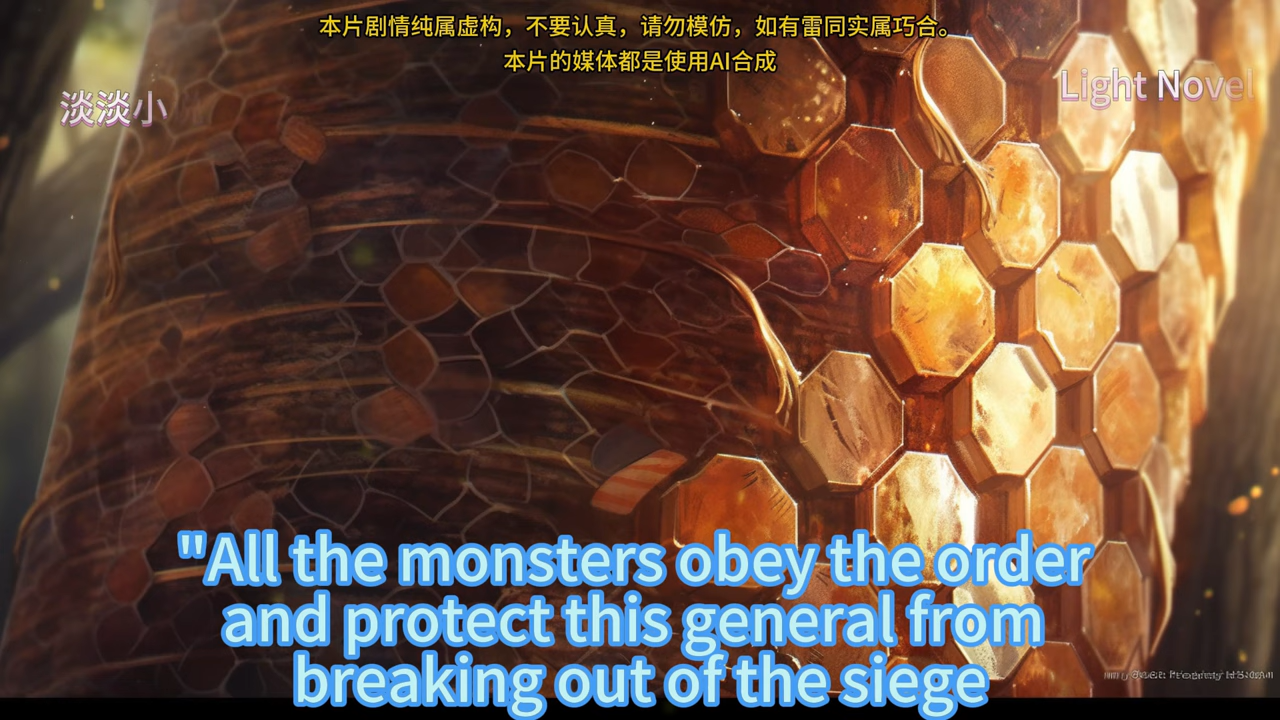 本片剧情纯属虚构，不要认真，请勿模仿，如有雷同实属巧合。
本片的媒体都是使用AI合成
淡淡小
Light Novel
"All the monsters obey the order
and protect this general from
breaking out of the siege